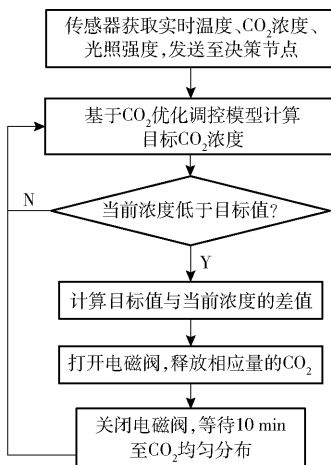 传感器获取实时温度、CO₂浓度、
光照强度,发送至决策节点
基于CO₂优化调控模型计算
目标CO₂浓度
当前浓度低于目标值?
N
Y
计算目标值与当前浓度的差值
打开电磁阀,释放相应量的CO₂
关闭电磁阀,等待10 min
至CO₂均匀分布